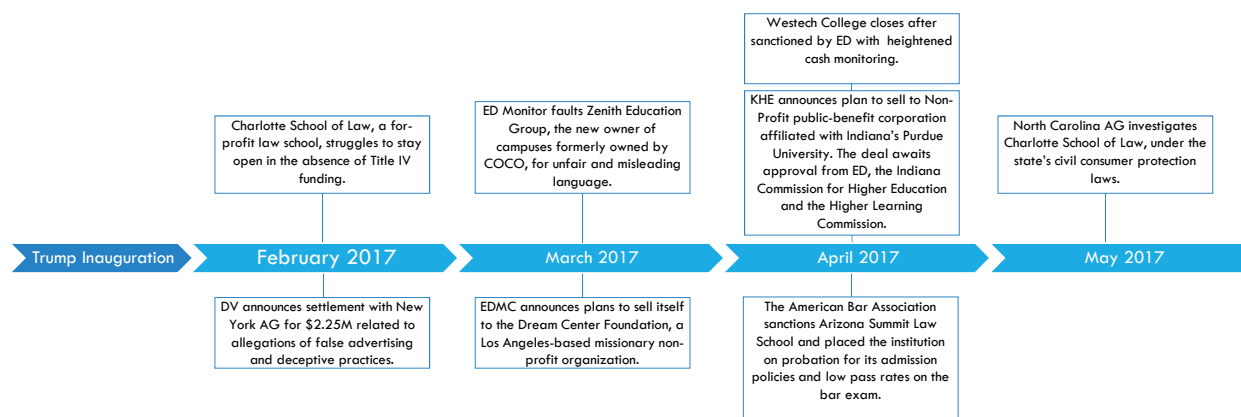 Westech College closes after
sanctioned by ED with heightened
cash monitoring.
Charlotte School of Law, a for-
profit law school, struggles to
stay open in the absence of Title IV
funding.
ED Monitor faults Zenith Education
Group, the new owner of
campuses formerly owned by
COCO, for unfair and misleading
language.
KHE announces plan to sell to Non-
Profit public-benefit corporation
affiliated with Indiana's Purdue
University. The deal awaits
approval from ED, the Indiana
Commission for Higher Education
and the Higher Learning
Commission.
North Carolina AG investigates
Charlotte School of Law, under the
state's civil consumer protection
laws.
Trump Inauguration
February 2017
March 2017
April 2017
May 2017
DV announces settlement with New
York AG for $2.25M related to
allegations of false advertising
and deceptive practices.
EDMC announces plans to sell itself
to the Dream Center Foundation, a
Los Angeles-based missionary non-
profit organization.
The American Bar Association
sanctions Arizona Summit Law
School and placed the institution
on probation for its admission
policies and low pass rates on the
bar exam.